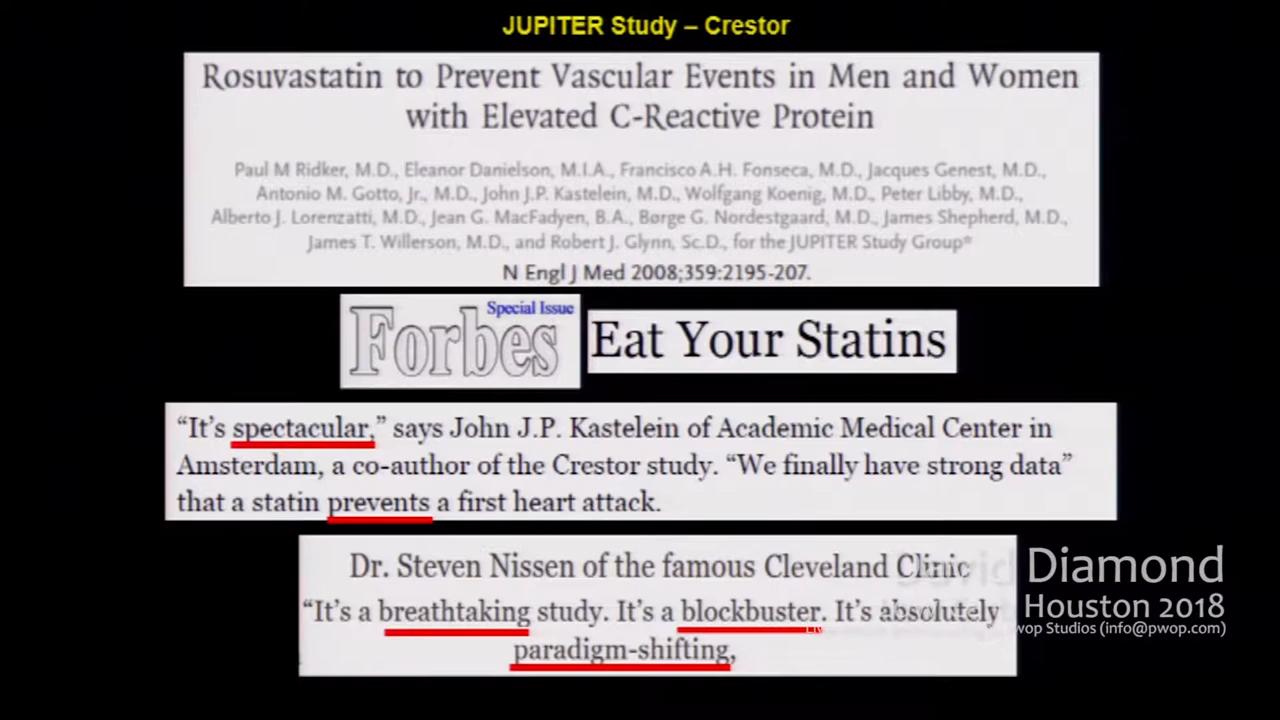 JUPITER Study – Crestor
Rosuvastatin to Prevent Vascular Events in Men and Women
with Elevated C-Reactive Protein
Paul M Ridker, M.D., Eleanor Danielson, M.I.A., Francisco A.H. Fonseca, M.D., Jacques Genest, M.D.,
Antonio M. Gotto, Jr., M.D., John J.P. Kastelein, M.D., Wolfgang Koenig, M.D., Peter Libby, M.D.,
Alberto J. Lorenzatti, M.D., Jean G. MacFadyen, B.A., Børge G. Nordestgaard, M.D., James Shepherd, M.D.,
James T. Willerson, M.D., and Robert J. Glynn, Sc.D., for the JUPITER Study Group*
N Engl J Med 2008;359:2195-207.
Special Issue
Forbes
Eat Your Statins
“It’s spectacular,” says John J.P. Kastelein of Academic Medical Center in
Amsterdam, a co-author of the Crestor study. “We finally have strong data”
that a statin prevents a first heart attack.
Dr. Steven Nissen of the famous Cleveland Clinic
“It’s a breathtaking study. It’s a blockbuster. It’s absolutely
paradigm-shifting,
David Diamond
Houston 2018
Pwop Studios (info@pwop.com)